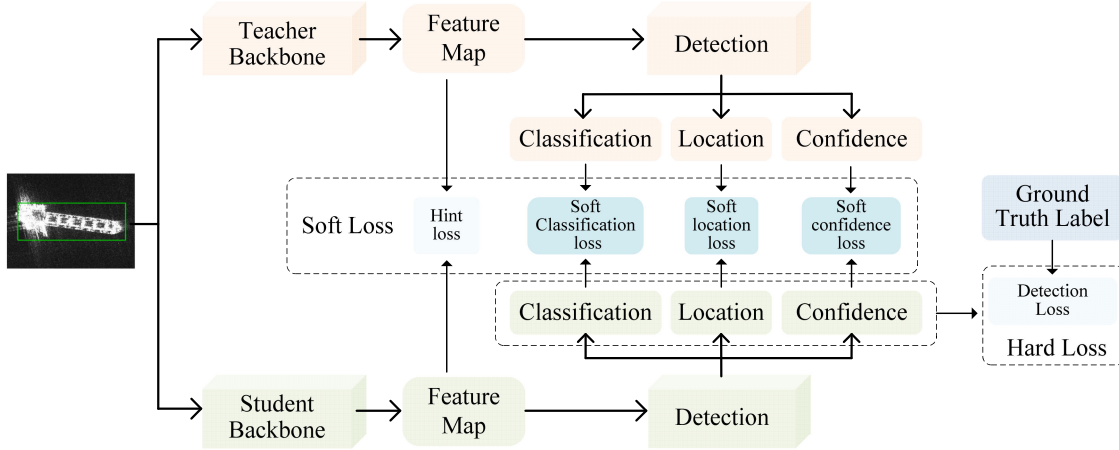 Teacher
Backbone
Feature
Map
Detection
Classification
Location
Confidence
Soft Loss
Hint
loss
Soft
Classification
loss
Soft
location
loss
Soft
confidence
loss
Ground
Truth Label
Classification
Location
Confidence
Detection
Loss
Hard Loss
Student
Backbone
Feature
Map
Detection